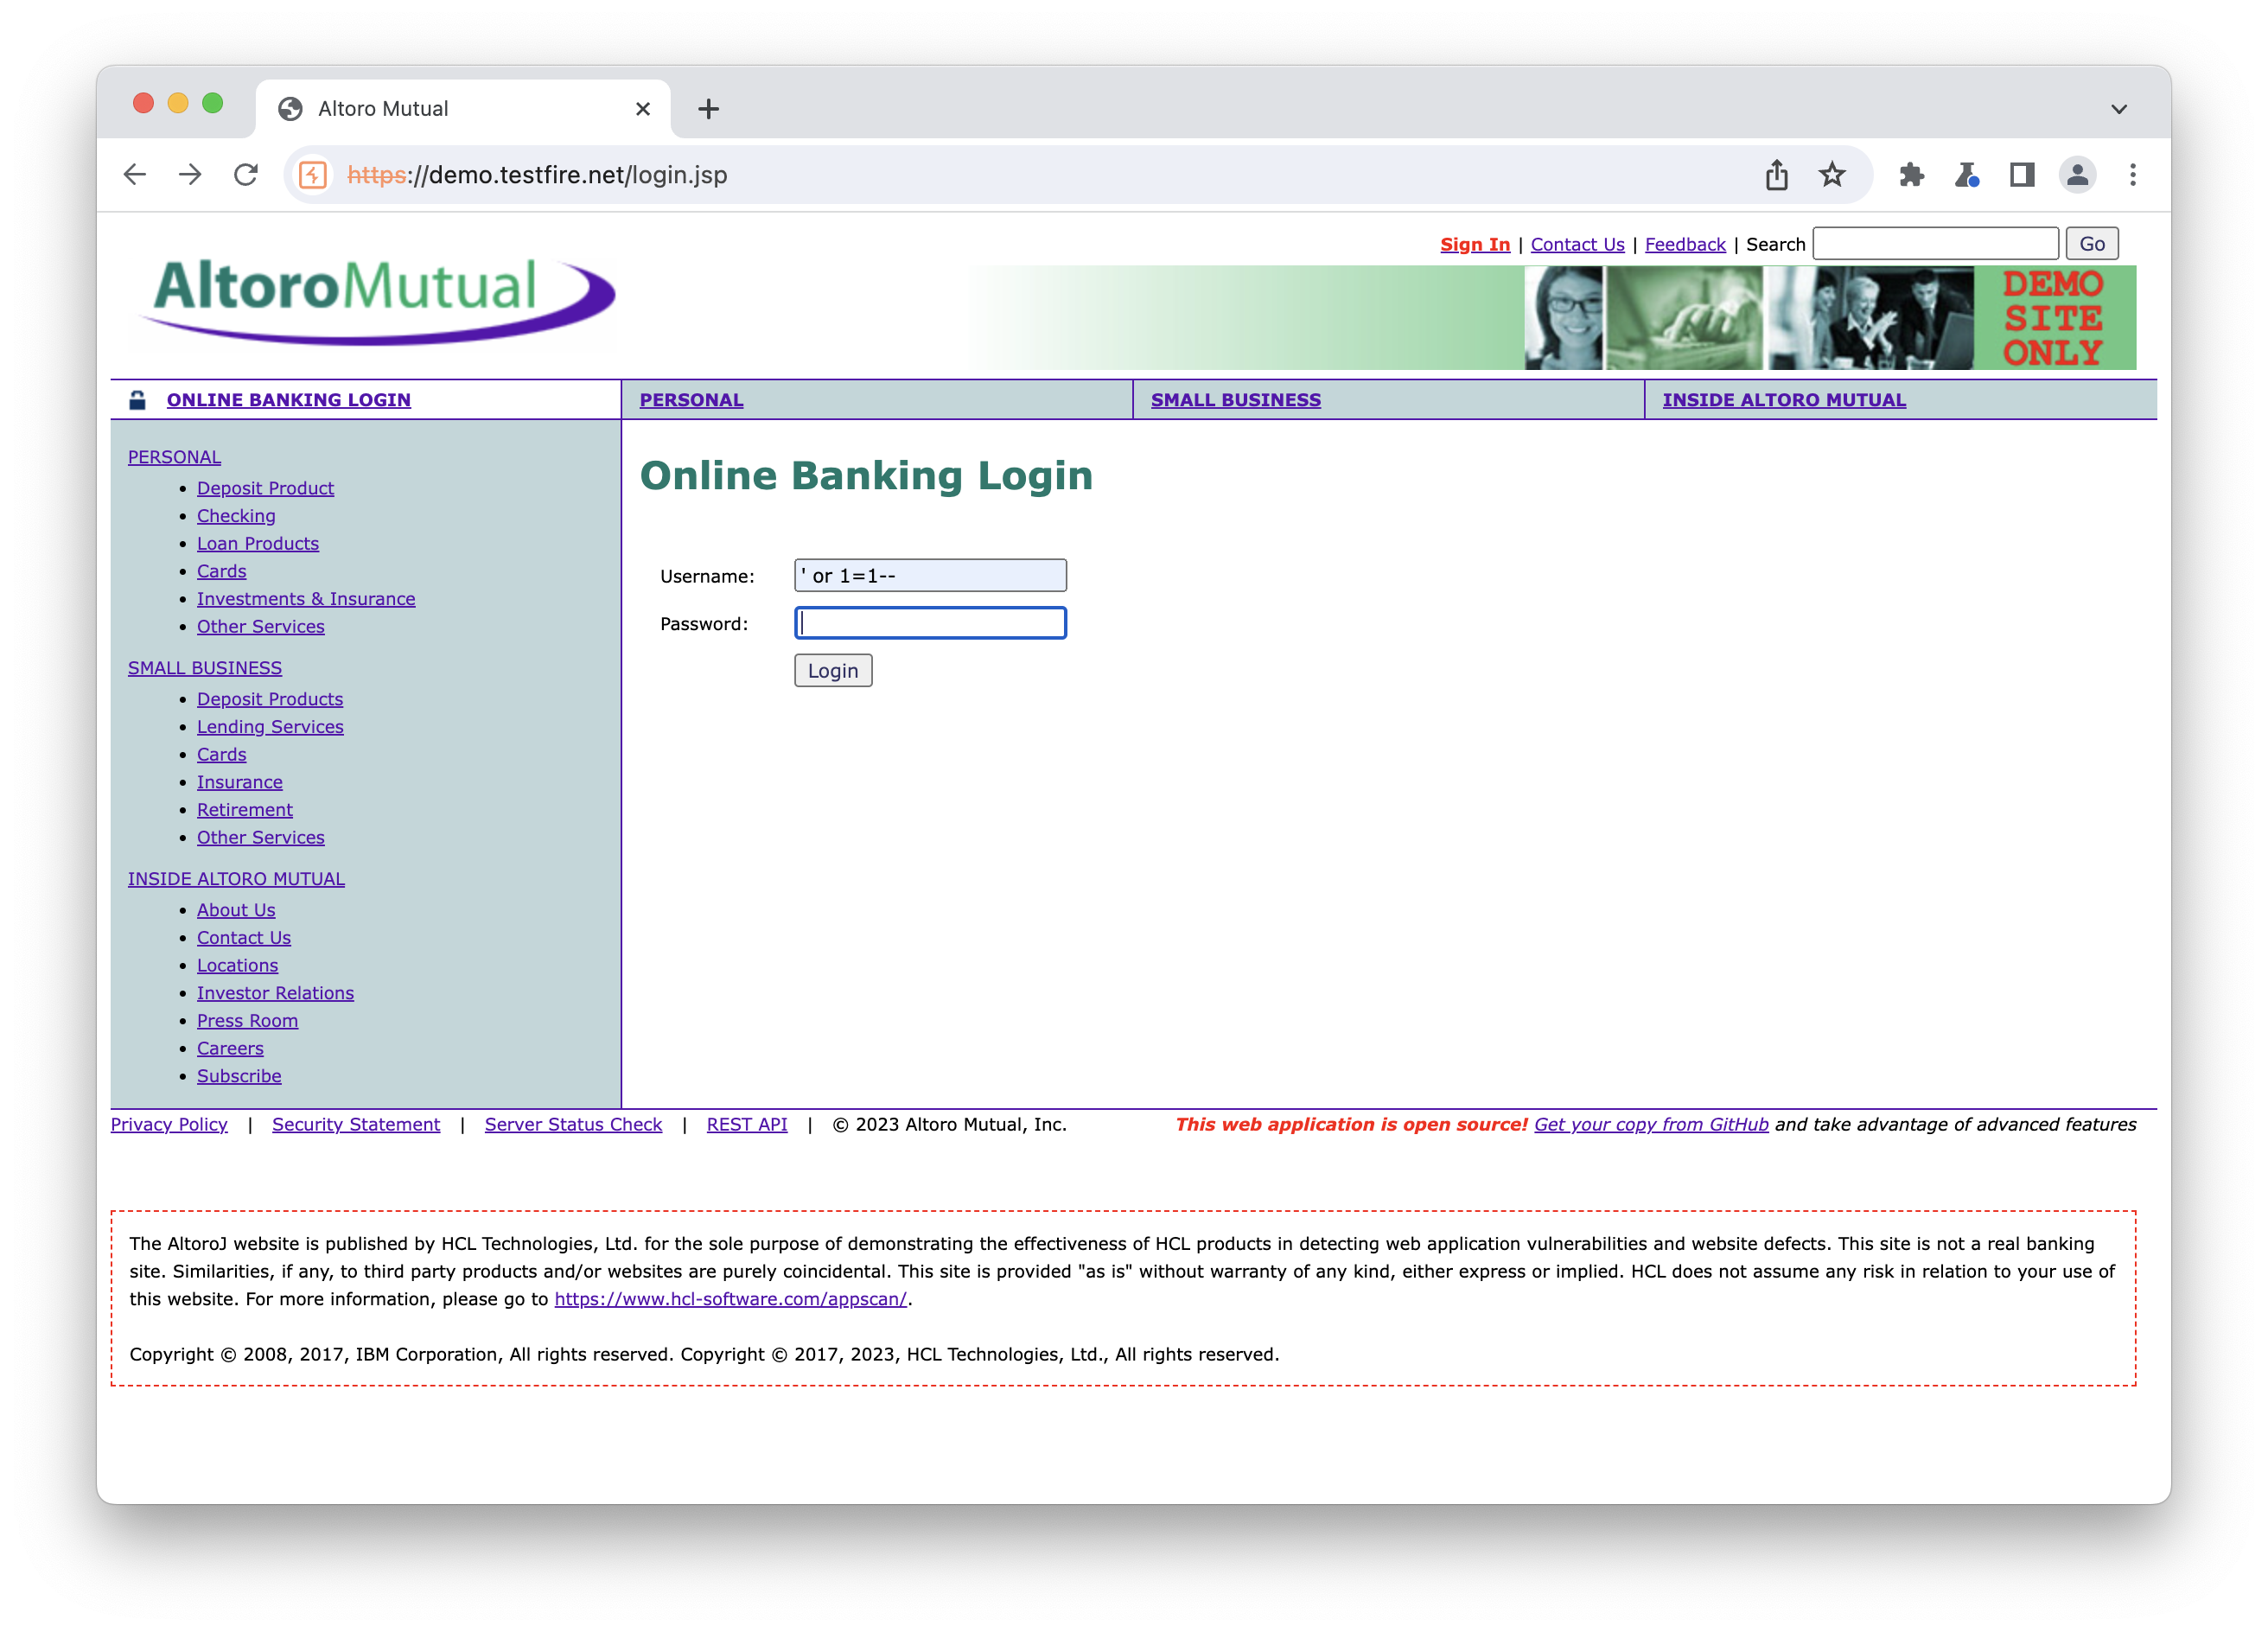 Altoro Mutual
https://demo.testfire.net/login.jsp
Sign In | Contact Us | Feedback | Search Go
AltoroMutual
DEMO
SITE
ONLY
ONLINE BANKING LOGIN
PERSONAL
SMALL BUSINESS
INSIDE ALTORO MUTUAL
PERSONAL
Deposit Product
Checking
Loan Products
Cards
Investments & Insurance
Other Services
SMALL BUSINESS
Deposit Products
Lending Services
Cards
Insurance
Retirement
Other Services
INSIDE ALTORO MUTUAL
About Us
Contact Us
Locations
Investor Relations
Press Room
Careers
Subscribe
Online Banking Login
Username: ' or 1=1--
Password:
Login
Privacy Policy | Security Statement | Server Status Check | REST API | © 2023 Altoro Mutual, Inc.
This web application is open source! Get your copy from GitHub and take advantage of advanced features
The AltoroJ website is published by HCL Technologies, Ltd. for the sole purpose of demonstrating the effectiveness of HCL products in detecting web application vulnerabilities and website defects. This site is not a real banking
site. Similarities, if any, to third party products and/or websites are purely coincidental. This site is provided "as is" without warranty of any kind, either express or implied. HCL does not assume any risk in relation to your use of
this website. For more information, please go to https://www.hcl-software.com/appscan/.
Copyright © 2008, 2017, IBM Corporation, All rights reserved. Copyright © 2017, 2023, HCL Technologies, Ltd., All rights reserved.